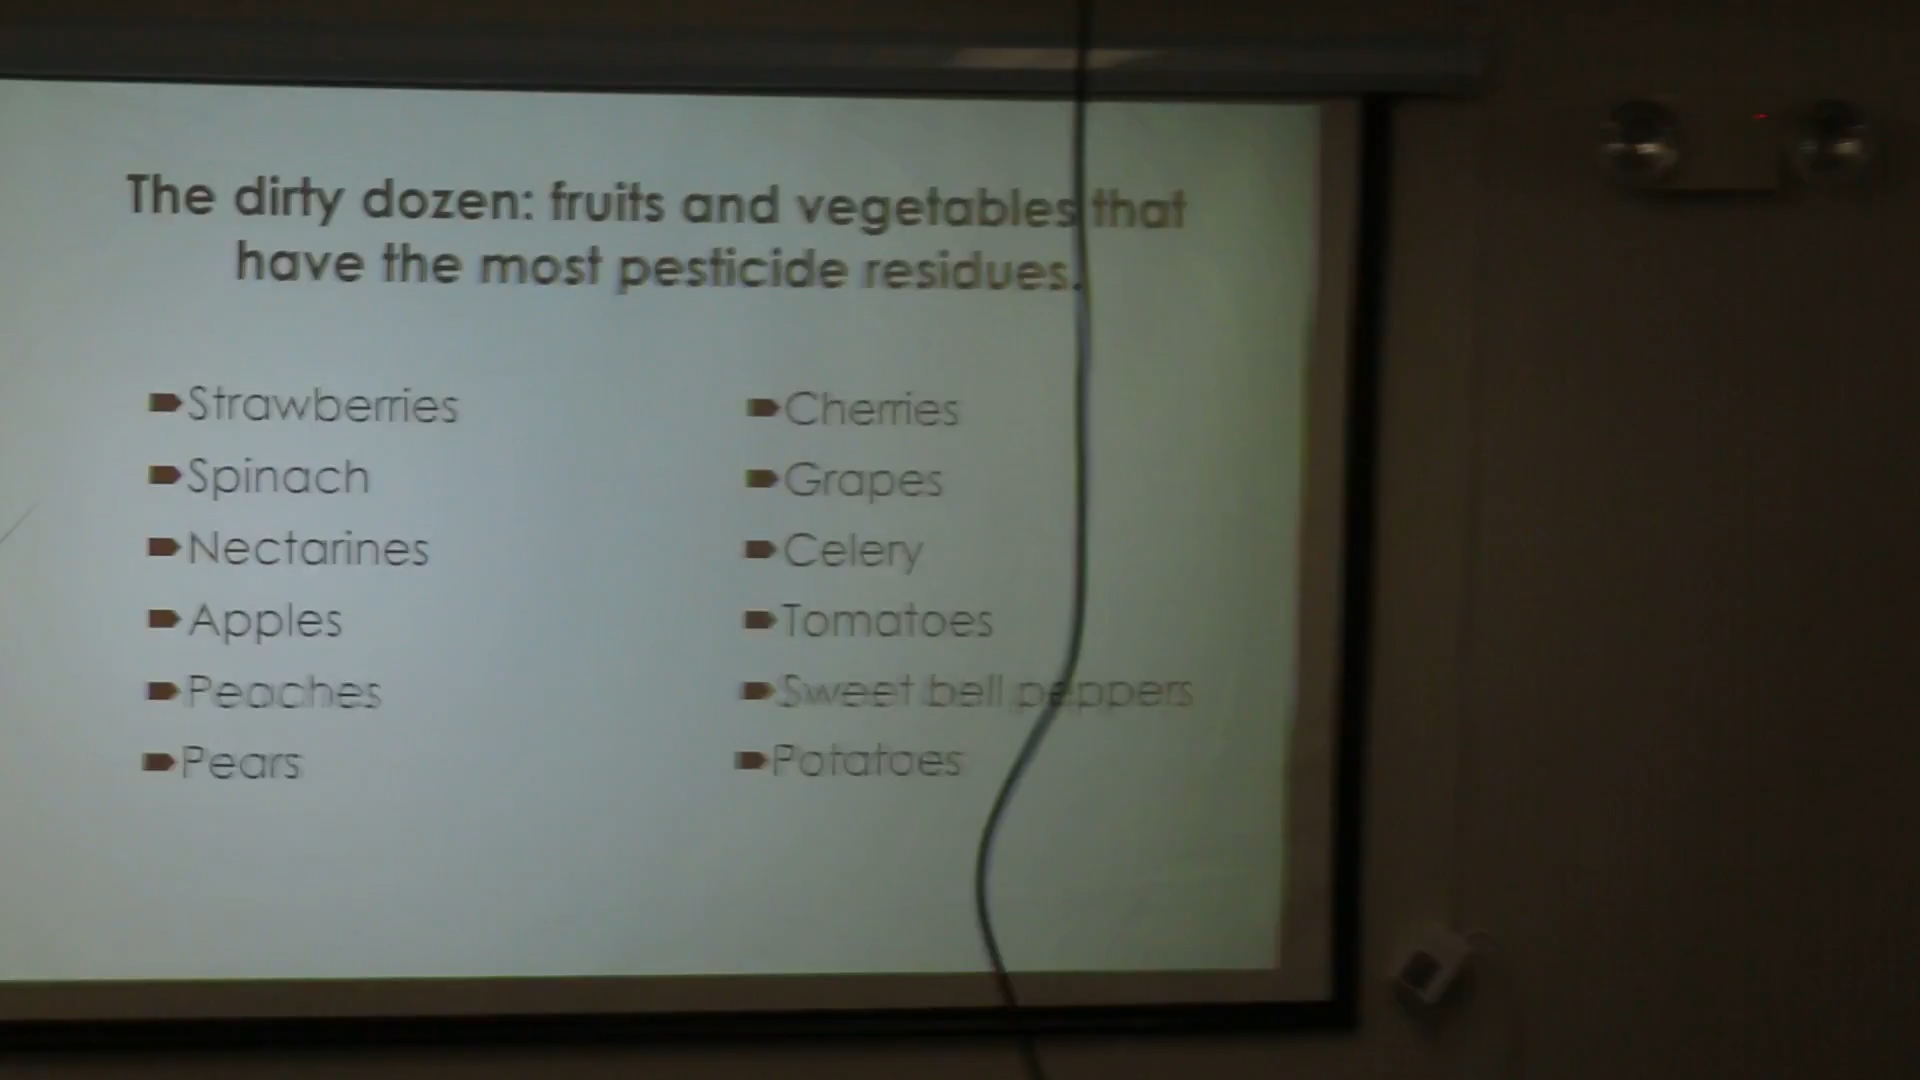 The dirty dozen: fruits and vegetables that
have the most pesticide residues.
Strawberries
Spinach
Nectarines
Apples
Peaches
Pears
Cherries
Grapes
Celery
Tomatoes
Sweet bell peppers
Potatoes